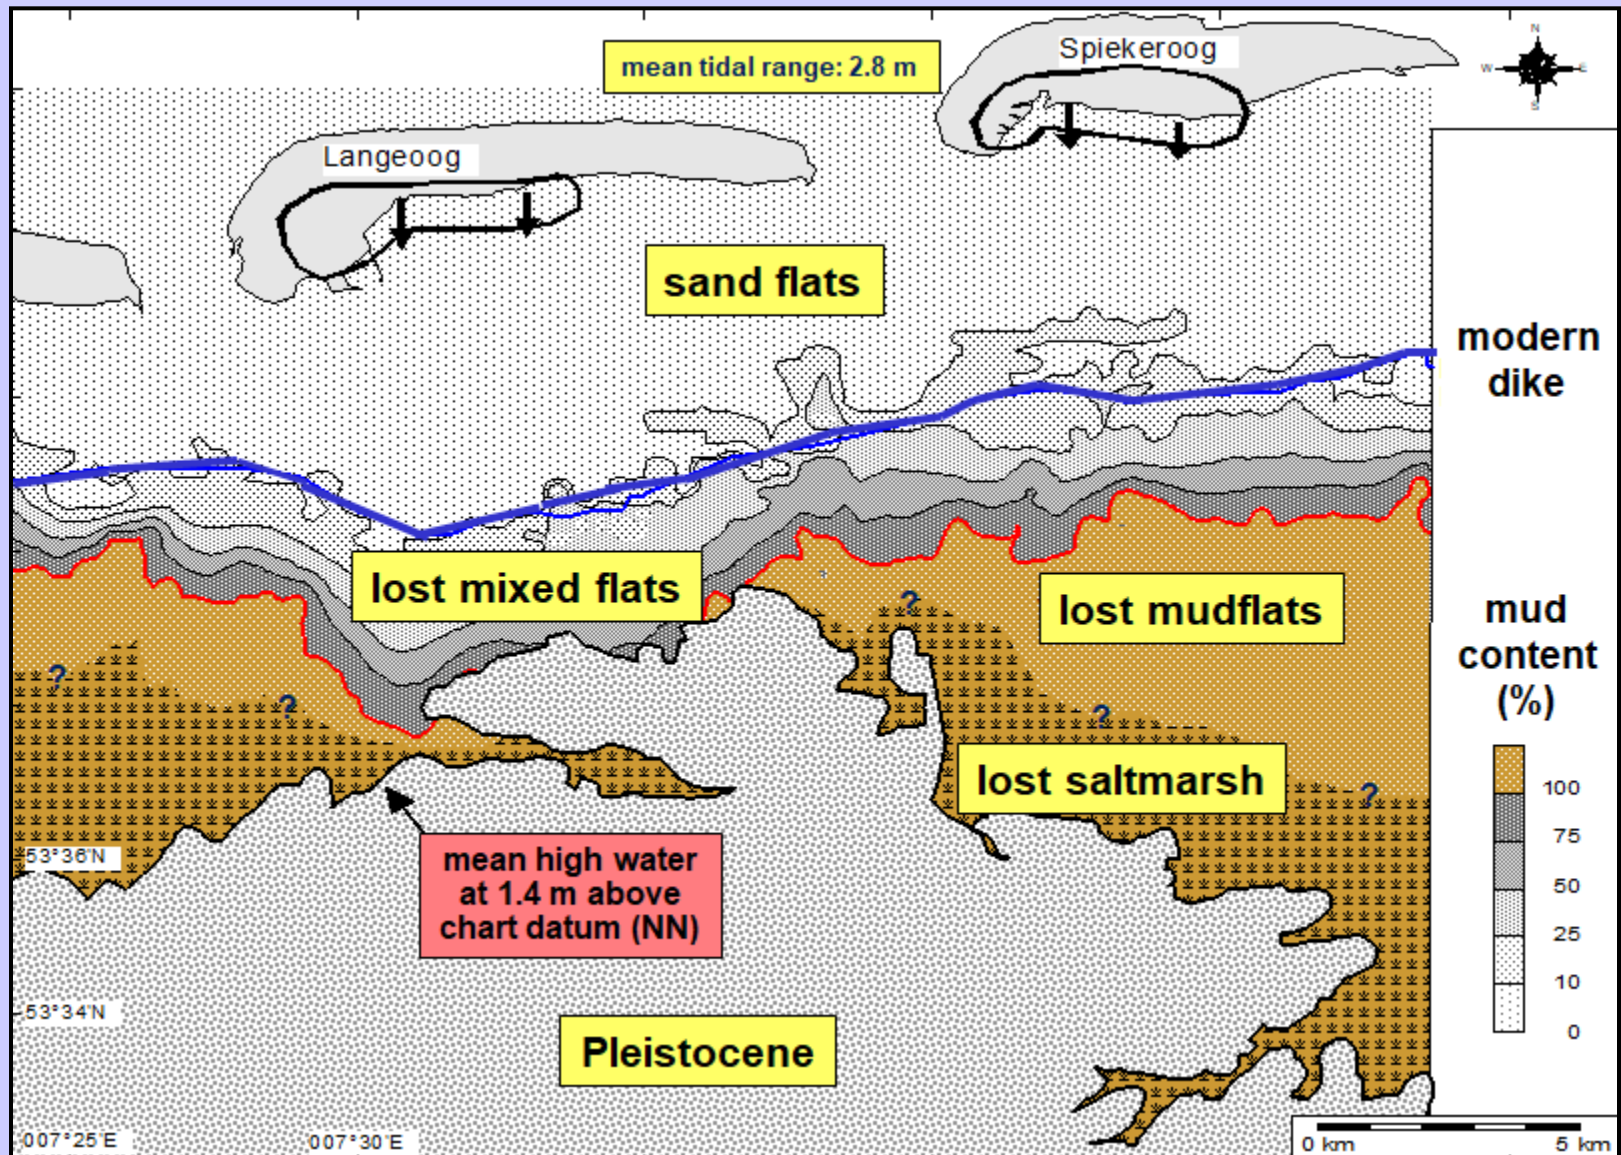 mean tidal range: 2.8 m
Spiekeroog
N
W
E
S
Langeoog
sand flats
modern
dike
lost mixed flats
lost mudflats
mud
content
(%)
?
?
?
?
?
lost saltmarsh
100
75
50
25
10
0
53°36'N
mean high water
at 1.4 m above
chart datum (NN)
53°34'N
Pleistocene
007°25'E
007°30'E
0 km
5 km